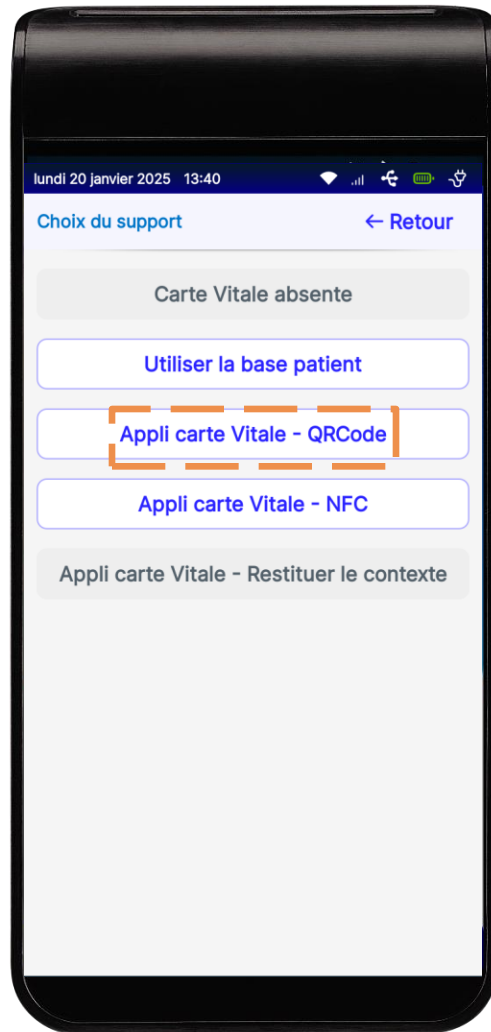 lundi 20 janvier 2025 13:40
Choix du support
← Retour
Carte Vitale absente
Utiliser la base patient
Appli carte Vitale - QRCode
Appli carte Vitale - NFC
Appli carte Vitale - Restituer le contexte